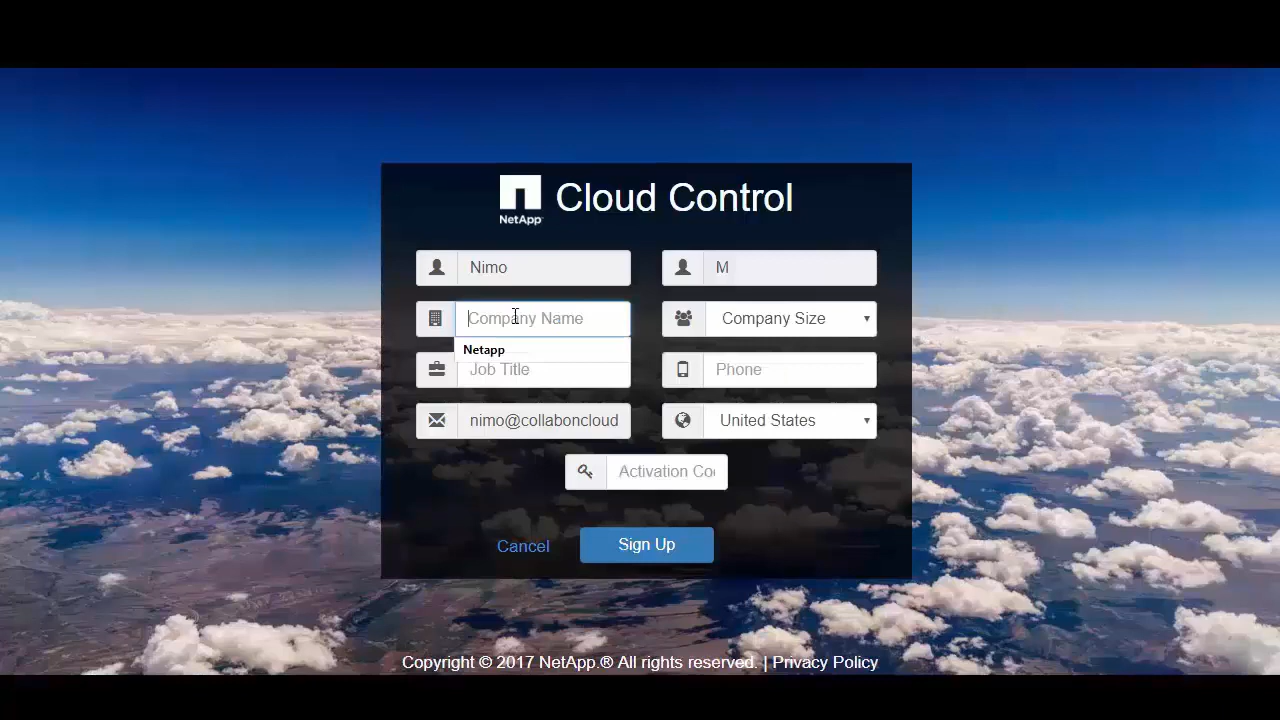 NetApp
Cloud Control
Nimo
M
Company Name
Company Size
Netapp
Job Title
Phone
nimo@collaboncloud
United States
Activation Co
Cancel
Sign Up
Copyright © 2017 NetApp.® All rights reserved. | Privacy Policy